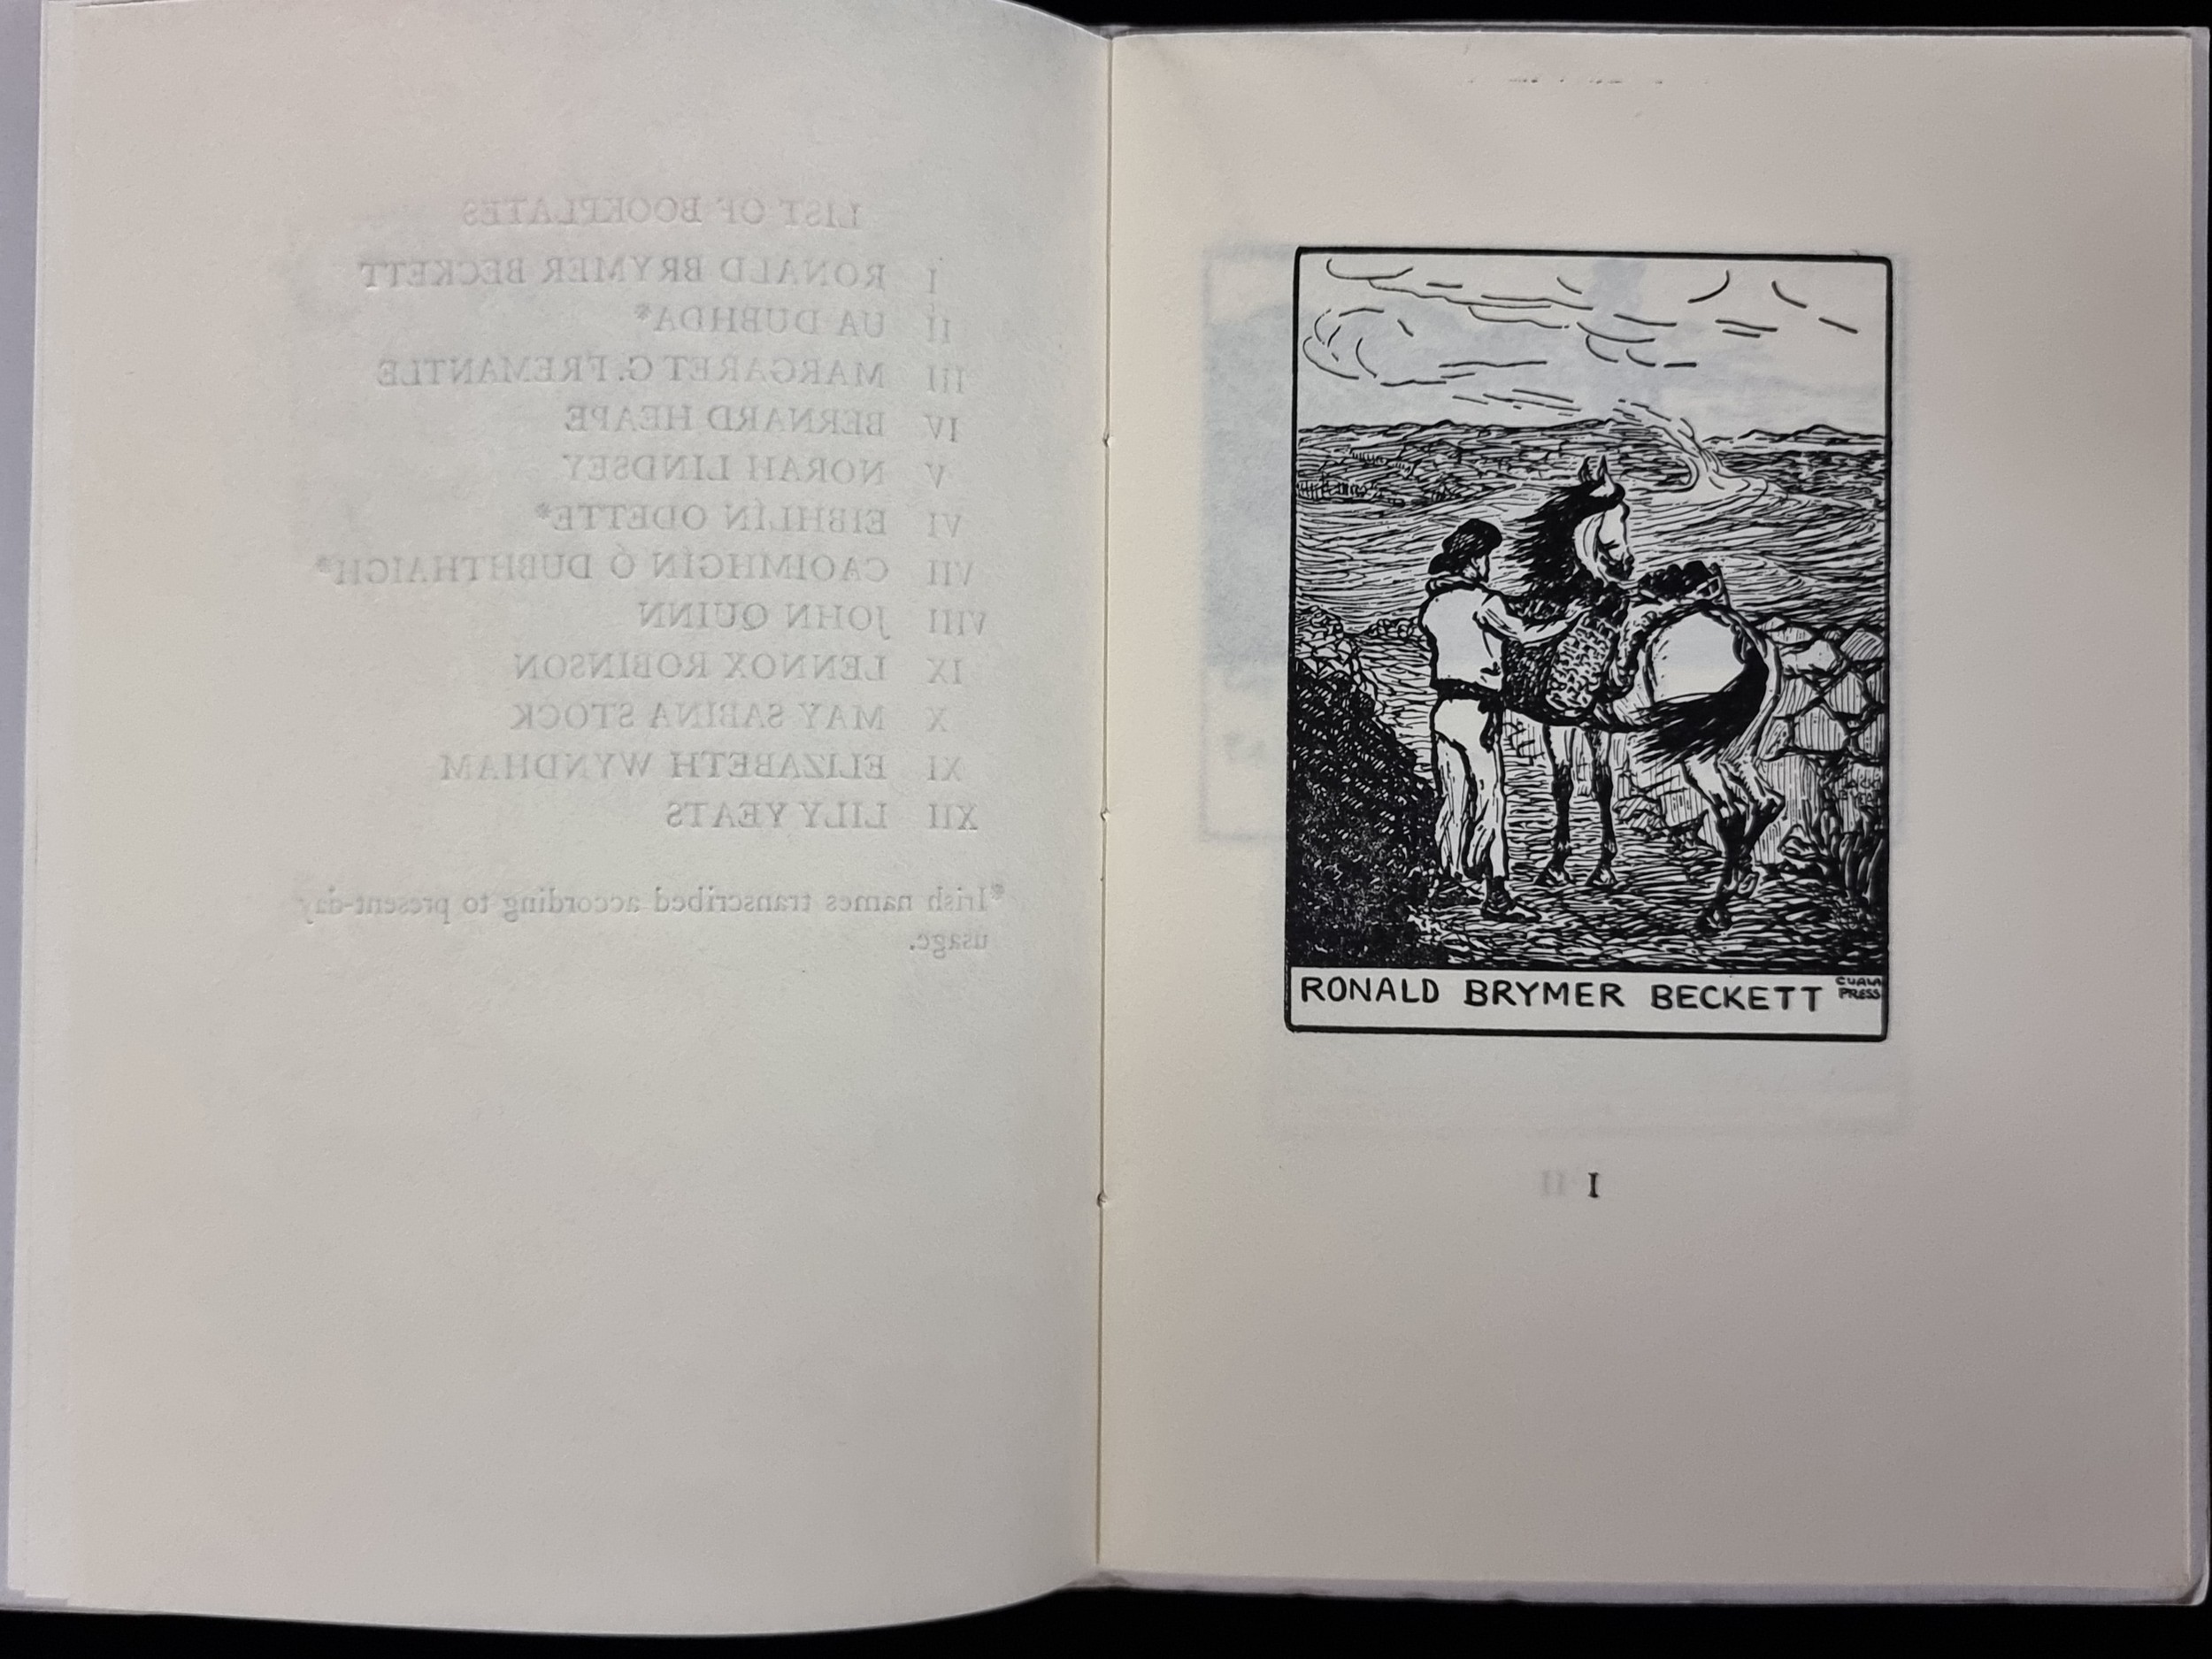 LIST OF BOOKPLATES
I RONALD BRYMER BECKETT
II UA DUBHDA*
III MARGARET G. FREMANTLE
IV BERNARD HEAPE
V NORAH LINDSEY
VI EIBHLÍN ODETTE*
VII CAOIMHGÍN Ó DUBHTHAIGH*
VIII JOHN QUINN
IX LENNOX ROBINSON
X MAY SABINA STOCK
XI ELIZABETH WYNDHAM
XII LILY YEATS
*Irish names transcribed according to present-day
usage.
RONALD BRYMER BECKETT
CUALA
PRESS
I
II